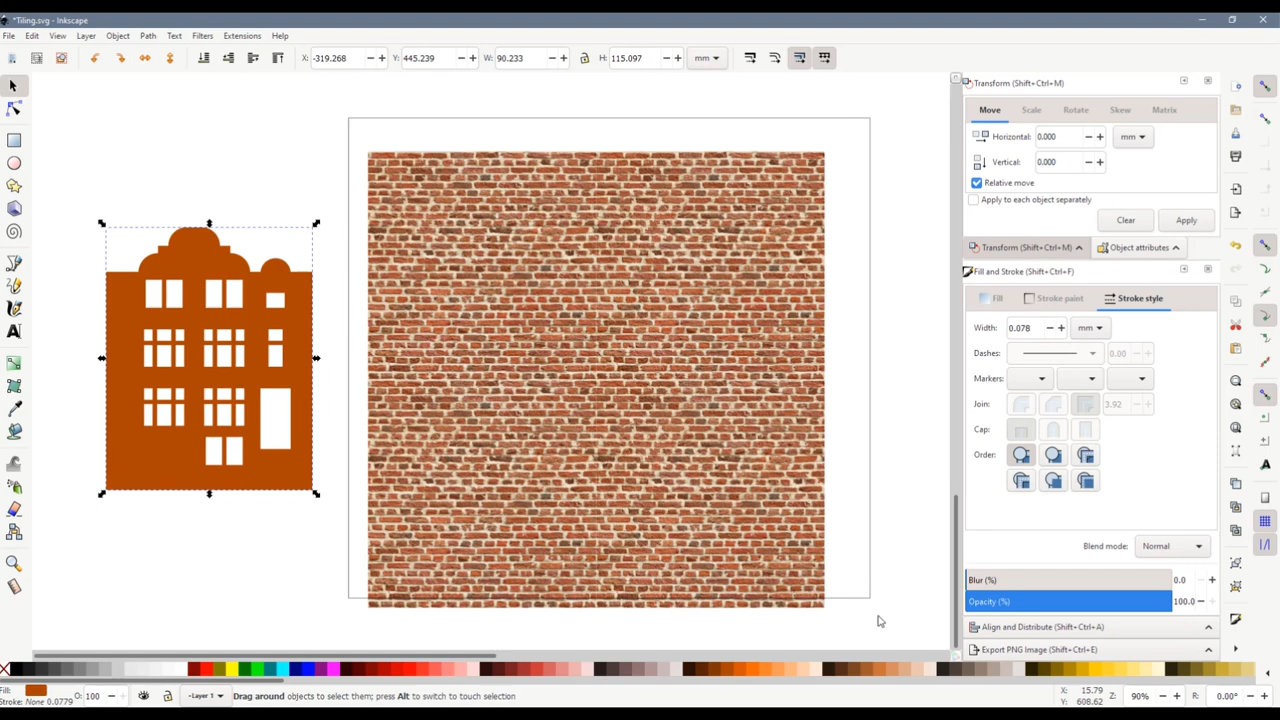 *Tiling.svg - Inkscape
File Edit View Layer Object Path Text Filters Extensions Help
X: -319.268 Y: 445.239 W: 90.233 H: 115.097 mm
Transform (Shift+Ctrl+M)
Move Scale Rotate Skew Matrix
Horizontal: 0.000 mm
Vertical: 0.000
Relative move
Apply to each object separately
Clear Apply
Transform (Shift+Ctrl+M) Object attributes
Fill and Stroke (Shift+Ctrl+F)
Fill Stroke paint Stroke style
Width: 0.078 mm
Dashes: 0.00
Markers:
Join: 3.92
Cap:
Order:
Blend mode: Normal
Blur (%) 0.0
Opacity (%) 100.0
Align and Distribute (Shift+Ctrl+A)
Export PNG Image (Shift+Ctrl+E)
Fill: O: 100 -Layer 1 Drag around objects to select them; press Alt to switch to touch selection X: 15.79 Z: 90% R: 0.00°
Stroke: None 0.0779 Y: 608.62